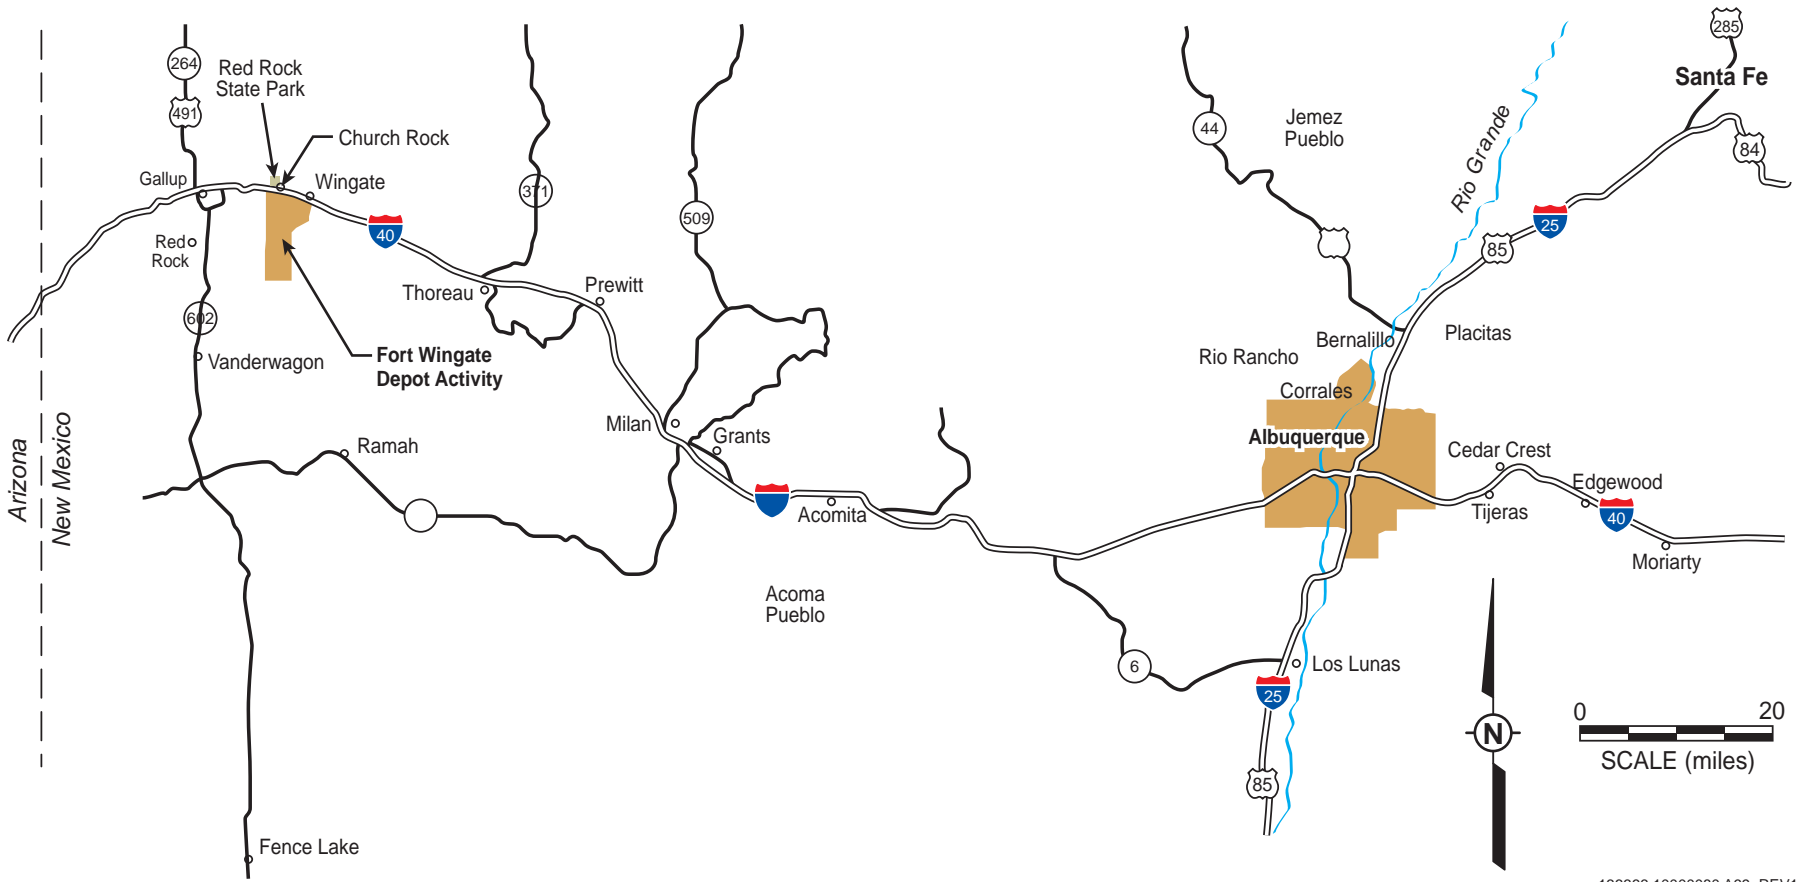 285
Santa Fe
264
Red Rock
State Park
491
Church Rock
44
Jemez
Pueblo
Rio Grande
84
Gallup
Wingate
371
509
25
40
85
Red
Rock
Thoreau
Prewitt
602
Vanderwagon
Fort Wingate
Depot Activity
Bernalillo
Placitas
Rio Rancho
Corrales
Arizona
New Mexico
Milan
Grants
Albuquerque
Ramah
Cedar Crest
Edgewood
Acomita
Tijeras
40
Moriarty
Acoma
Pueblo
6
Los Lunas
25
N
0 20
SCALE (miles)
85
Fence Lake